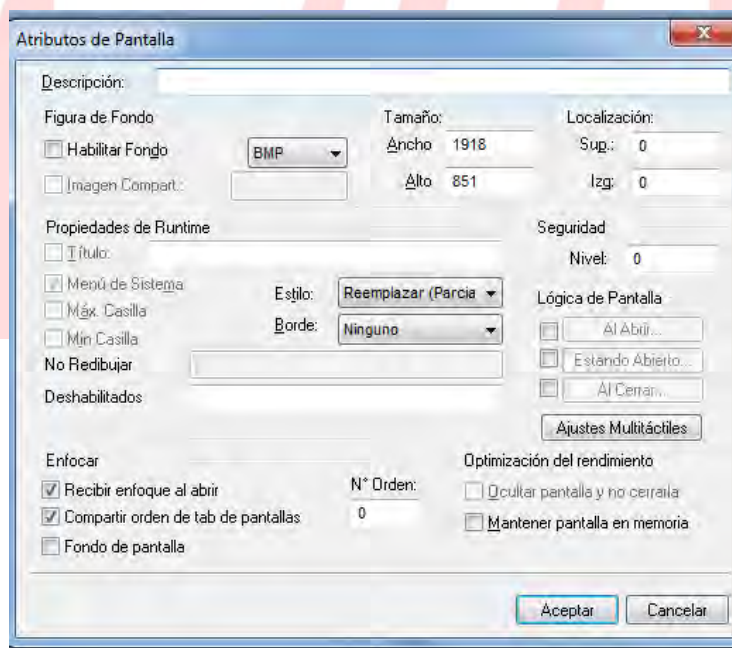 Atributos de Pantalla
Descripción:
Figura de Fondo
Habilitar Fondo
BMP
Imagen Compart.:
Tamaño:
Ancho 1918
Alto 851
Localización:
Sup.: 0
Izq: 0
Propiedades de Runtime
Título:
Menú de Sistema
Máx. Casilla
Min Casilla
Estilo: Reemplazar (Parcia
Borde: Ninguno
No Redibujar
Deshabilitados
Seguridad
Nivel: 0
Lógica de Pantalla
Al Abrir...
Estando Abierto...
Al Cerrar...
Ajustes Multitáctiles
Enfocar
Recibir enfoque al abrir
Compartir orden de tab de pantallas
Fondo de pantalla
N° Orden:
0
Optimización del rendimiento
Ocultar pantalla y no cerrarla
Mantener pantalla en memoria
Aceptar
Cancelar